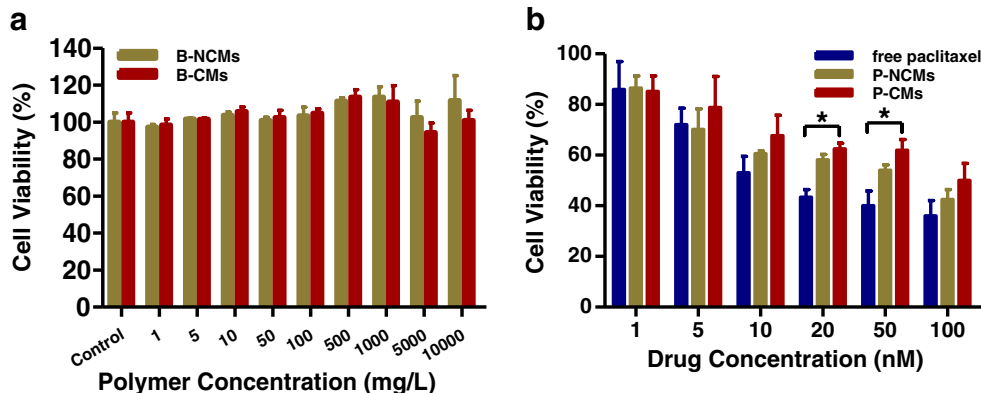 a
140
120
100
80
60
40
20
0
Cell Viability (%)
B-NCMs
B-CMs
Control
1
5
10
50
100
500
1000
5000
10000
Polymer Concentration (mg/L)
b
100
80
60
40
20
0
Cell Viability (%)
free paclitaxel
P-NCMs
P-CMs
*
*
1
5
10
20
50
100
Drug Concentration (nM)